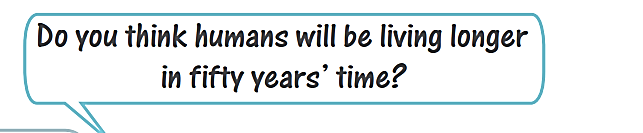 Do you think humans will be living longer
in fifty years' time?